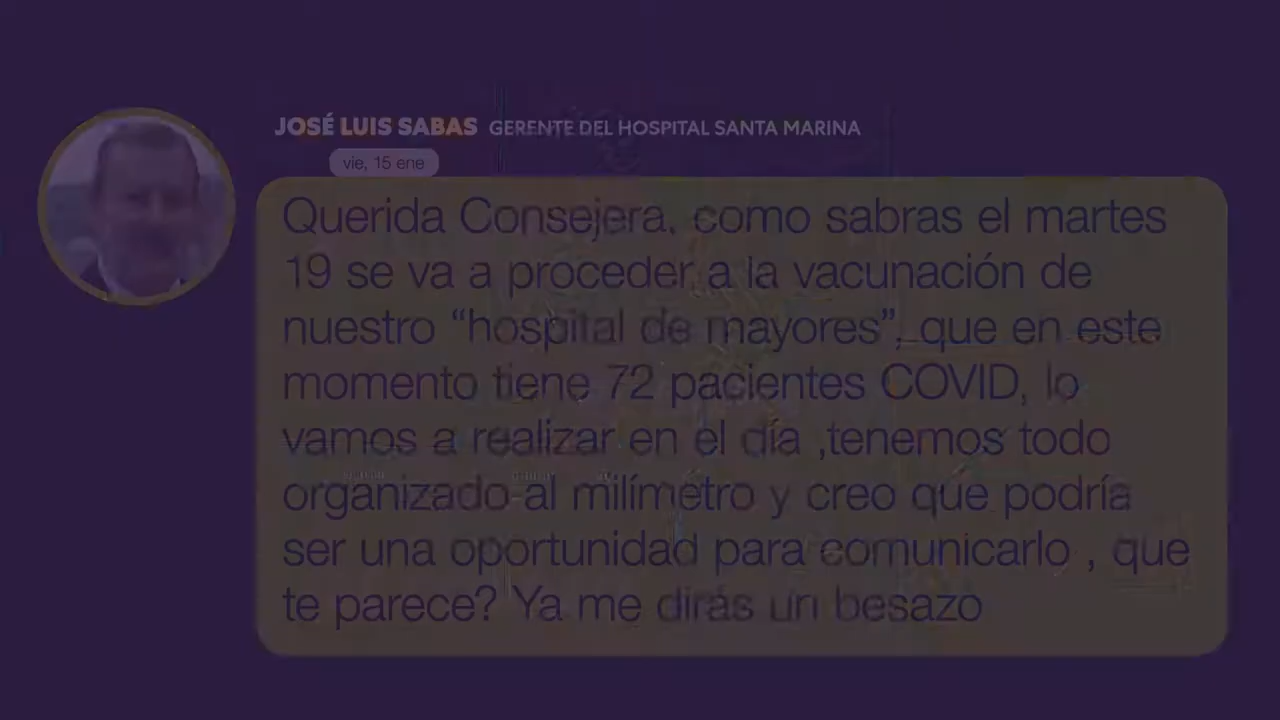 JOSÉ LUIS SABAS GERENTE DEL HOSPITAL SANTA MARINA
vie, 15 ene
Querida Consejera, como sabras el martes
19 se va a proceder a la vacunación de
nuestro “hospital de mayores”, que en este
momento tiene 72 pacientes COVID, lo
vamos a realizar en el día ,tenemos todo
organizado al milímetro y creo que podría
ser una oportunidad para comunicarlo , que
te parece? Ya me dirás un besazo